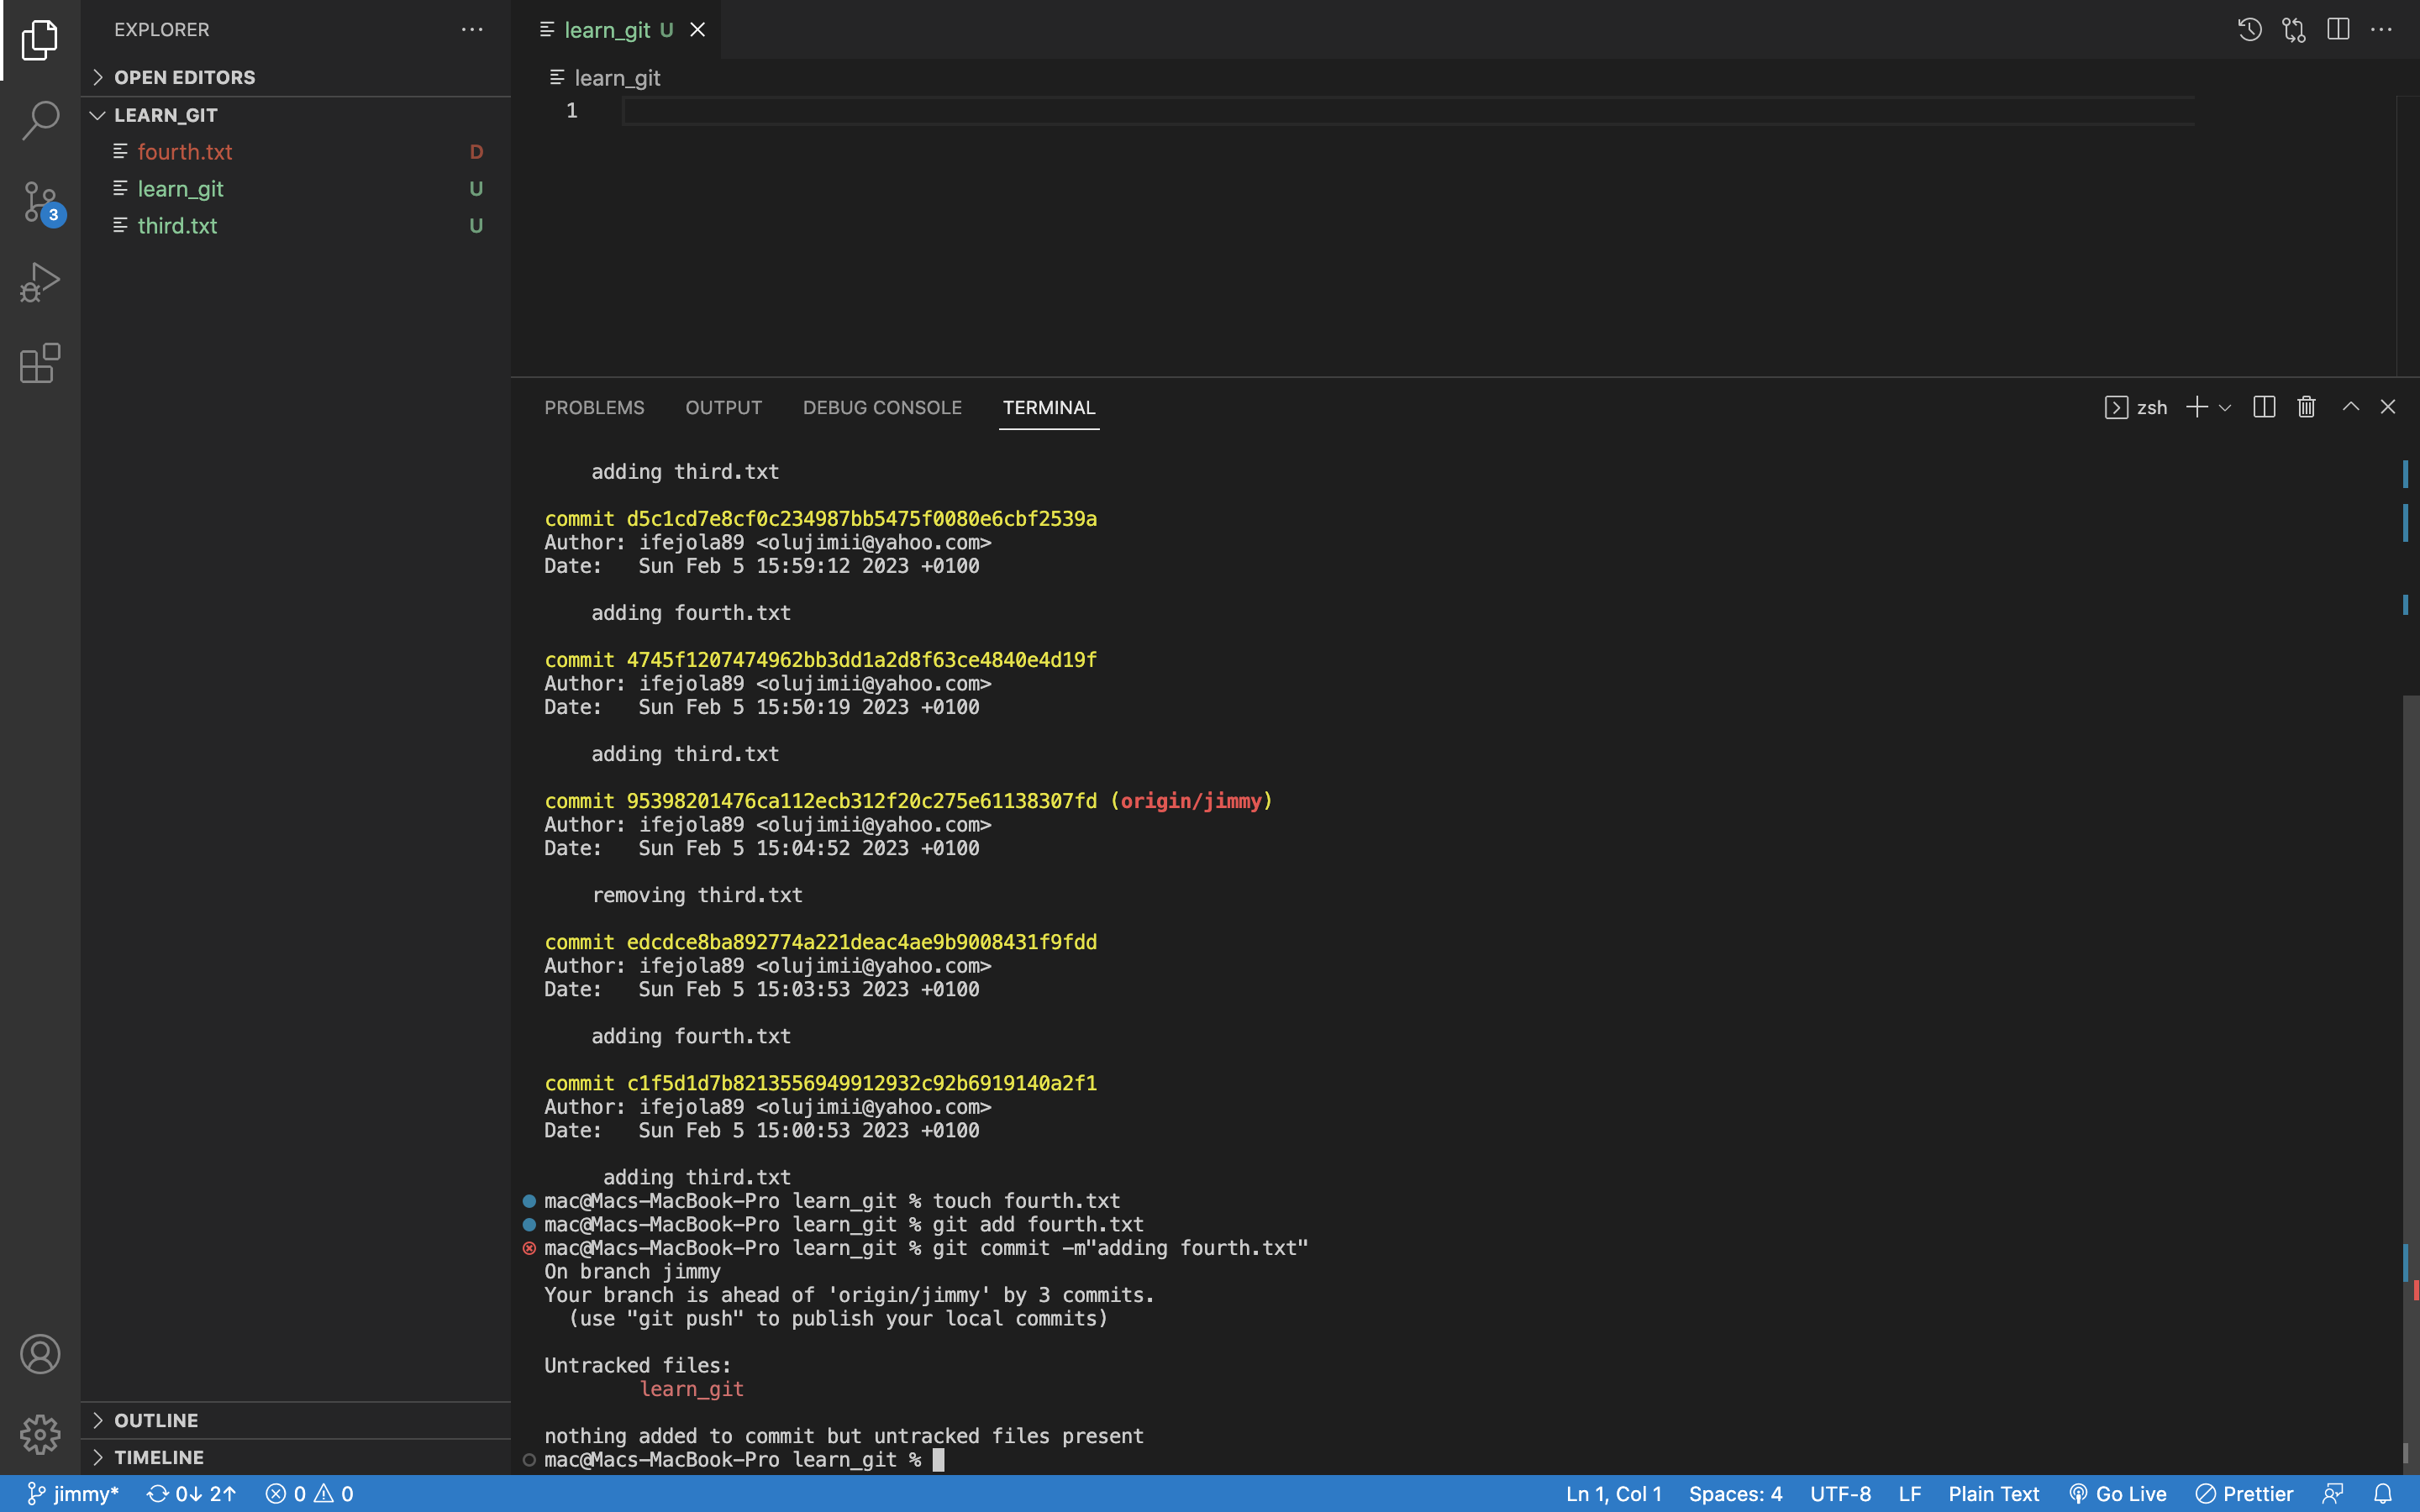 EXPLORER
OPEN EDITORS
LEARN_GIT
fourth.txt D
learn_git U
third.txt U
3
OUTLINE
TIMELINE
learn_git U
learn_git
1
PROBLEMS OUTPUT DEBUG CONSOLE TERMINAL
zsh
adding third.txt
commit d5c1cd7e8cf0c234987bb5475f0080e6cbf2539a
Author: ifejola89 <olujimii@yahoo.com>
Date:   Sun Feb 5 15:59:12 2023 +0100
adding fourth.txt
commit 4745f1207474962bb3dd1a2d8f63ce4840e4d19f
Author: ifejola89 <olujimii@yahoo.com>
Date:   Sun Feb 5 15:50:19 2023 +0100
adding third.txt
commit 95398201476ca112ecb312f20c275e61138307fd (origin/jimmy)
Author: ifejola89 <olujimii@yahoo.com>
Date:   Sun Feb 5 15:04:52 2023 +0100
removing third.txt
commit edcdce8ba892774a221deac4ae9b9008431f9fdd
Author: ifejola89 <olujimii@yahoo.com>
Date:   Sun Feb 5 15:03:53 2023 +0100
adding fourth.txt
commit c1f5d1d7b8213556949912932c92b6919140a2f1
Author: ifejola89 <olujimii@yahoo.com>
Date:   Sun Feb 5 15:00:53 2023 +0100
adding third.txt
mac@Macs-MacBook-Pro learn_git % touch fourth.txt
mac@Macs-MacBook-Pro learn_git % git add fourth.txt
mac@Macs-MacBook-Pro learn_git % git commit -m"adding fourth.txt"
On branch jimmy
Your branch is ahead of 'origin/jimmy' by 3 commits.
(use "git push" to publish your local commits)
Untracked files:
learn_git
nothing added to commit but untracked files present
mac@Macs-MacBook-Pro learn_git %
jimmy* 0↓ 2↑ 0 0 Ln 1, Col 1 Spaces: 4 UTF-8 LF Plain Text Go Live Prettier